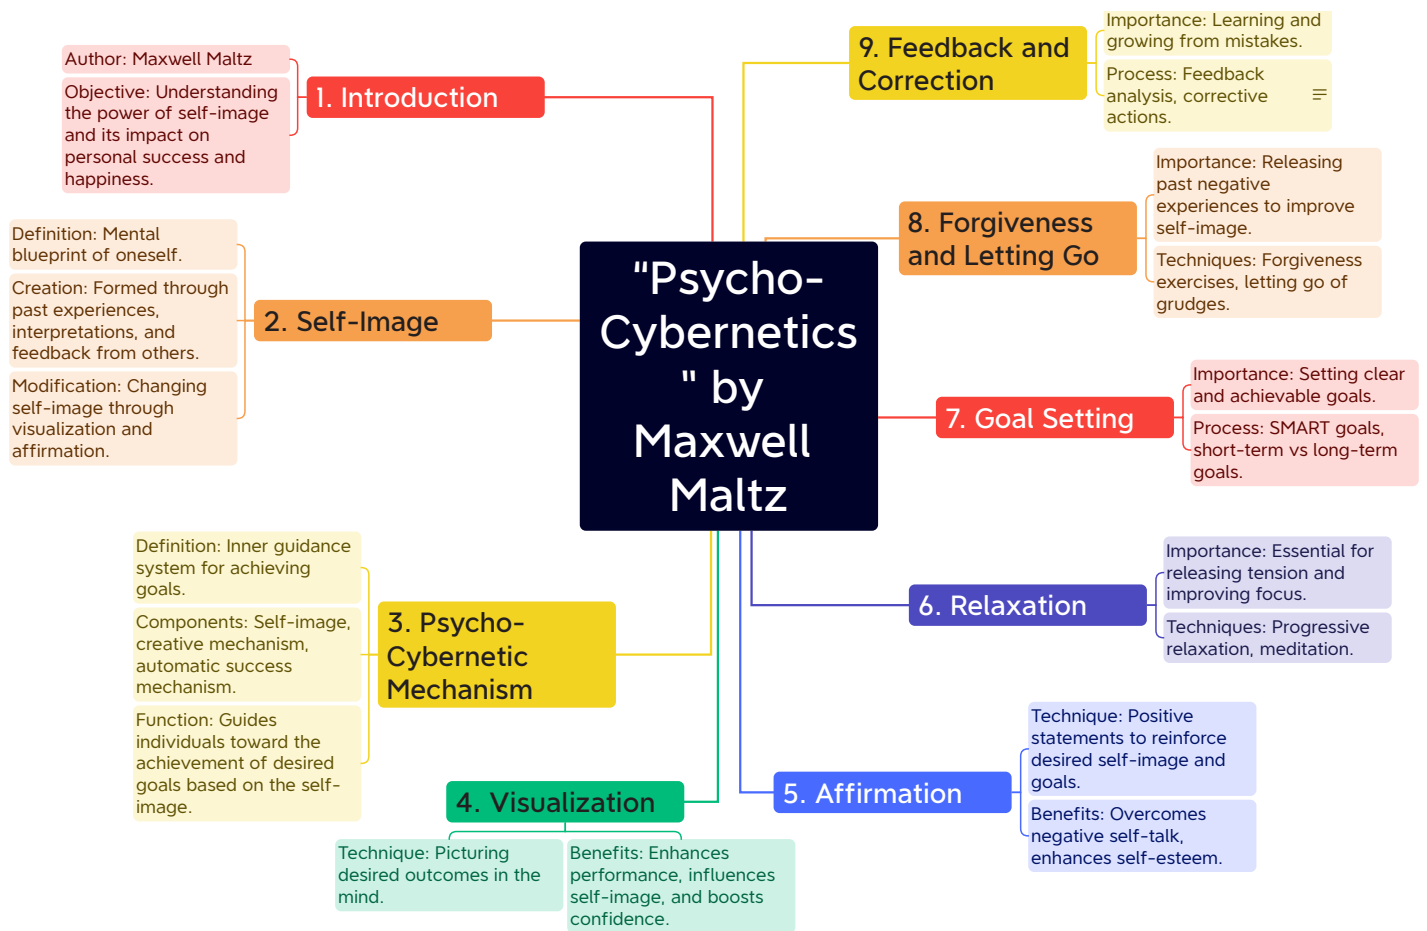 "Psycho-
Cybernetics
" by
Maxwell
Maltz
1. Introduction
Author: Maxwell Maltz
Objective: Understanding
the power of self-image
and its impact on
personal success and
happiness.
2. Self-Image
Definition: Mental
blueprint of oneself.
Creation: Formed through
past experiences,
interpretations, and
feedback from others.
Modification: Changing
self-image through
visualization and
affirmation.
3. Psycho-
Cybernetic
Mechanism
Definition: Inner guidance
system for achieving
goals.
Components: Self-image,
creative mechanism,
automatic success
mechanism.
Function: Guides
individuals toward the
achievement of desired
goals based on the self-
image.
4. Visualization
Technique: Picturing
desired outcomes in the
mind.
Benefits: Enhances
performance, influences
self-image, and boosts
confidence.
5. Affirmation
Technique: Positive
statements to reinforce
desired self-image and
goals.
Benefits: Overcomes
negative self-talk,
enhances self-esteem.
6. Relaxation
Importance: Essential for
releasing tension and
improving focus.
Techniques: Progressive
relaxation, meditation.
7. Goal Setting
Importance: Setting clear
and achievable goals.
Process: SMART goals,
short-term vs long-term
goals.
8. Forgiveness
and Letting Go
Importance: Releasing
past negative
experiences to improve
self-image.
Techniques: Forgiveness
exercises, letting go of
grudges.
9. Feedback and
Correction
Importance: Learning and
growing from mistakes.
Process: Feedback
analysis, corrective
actions.